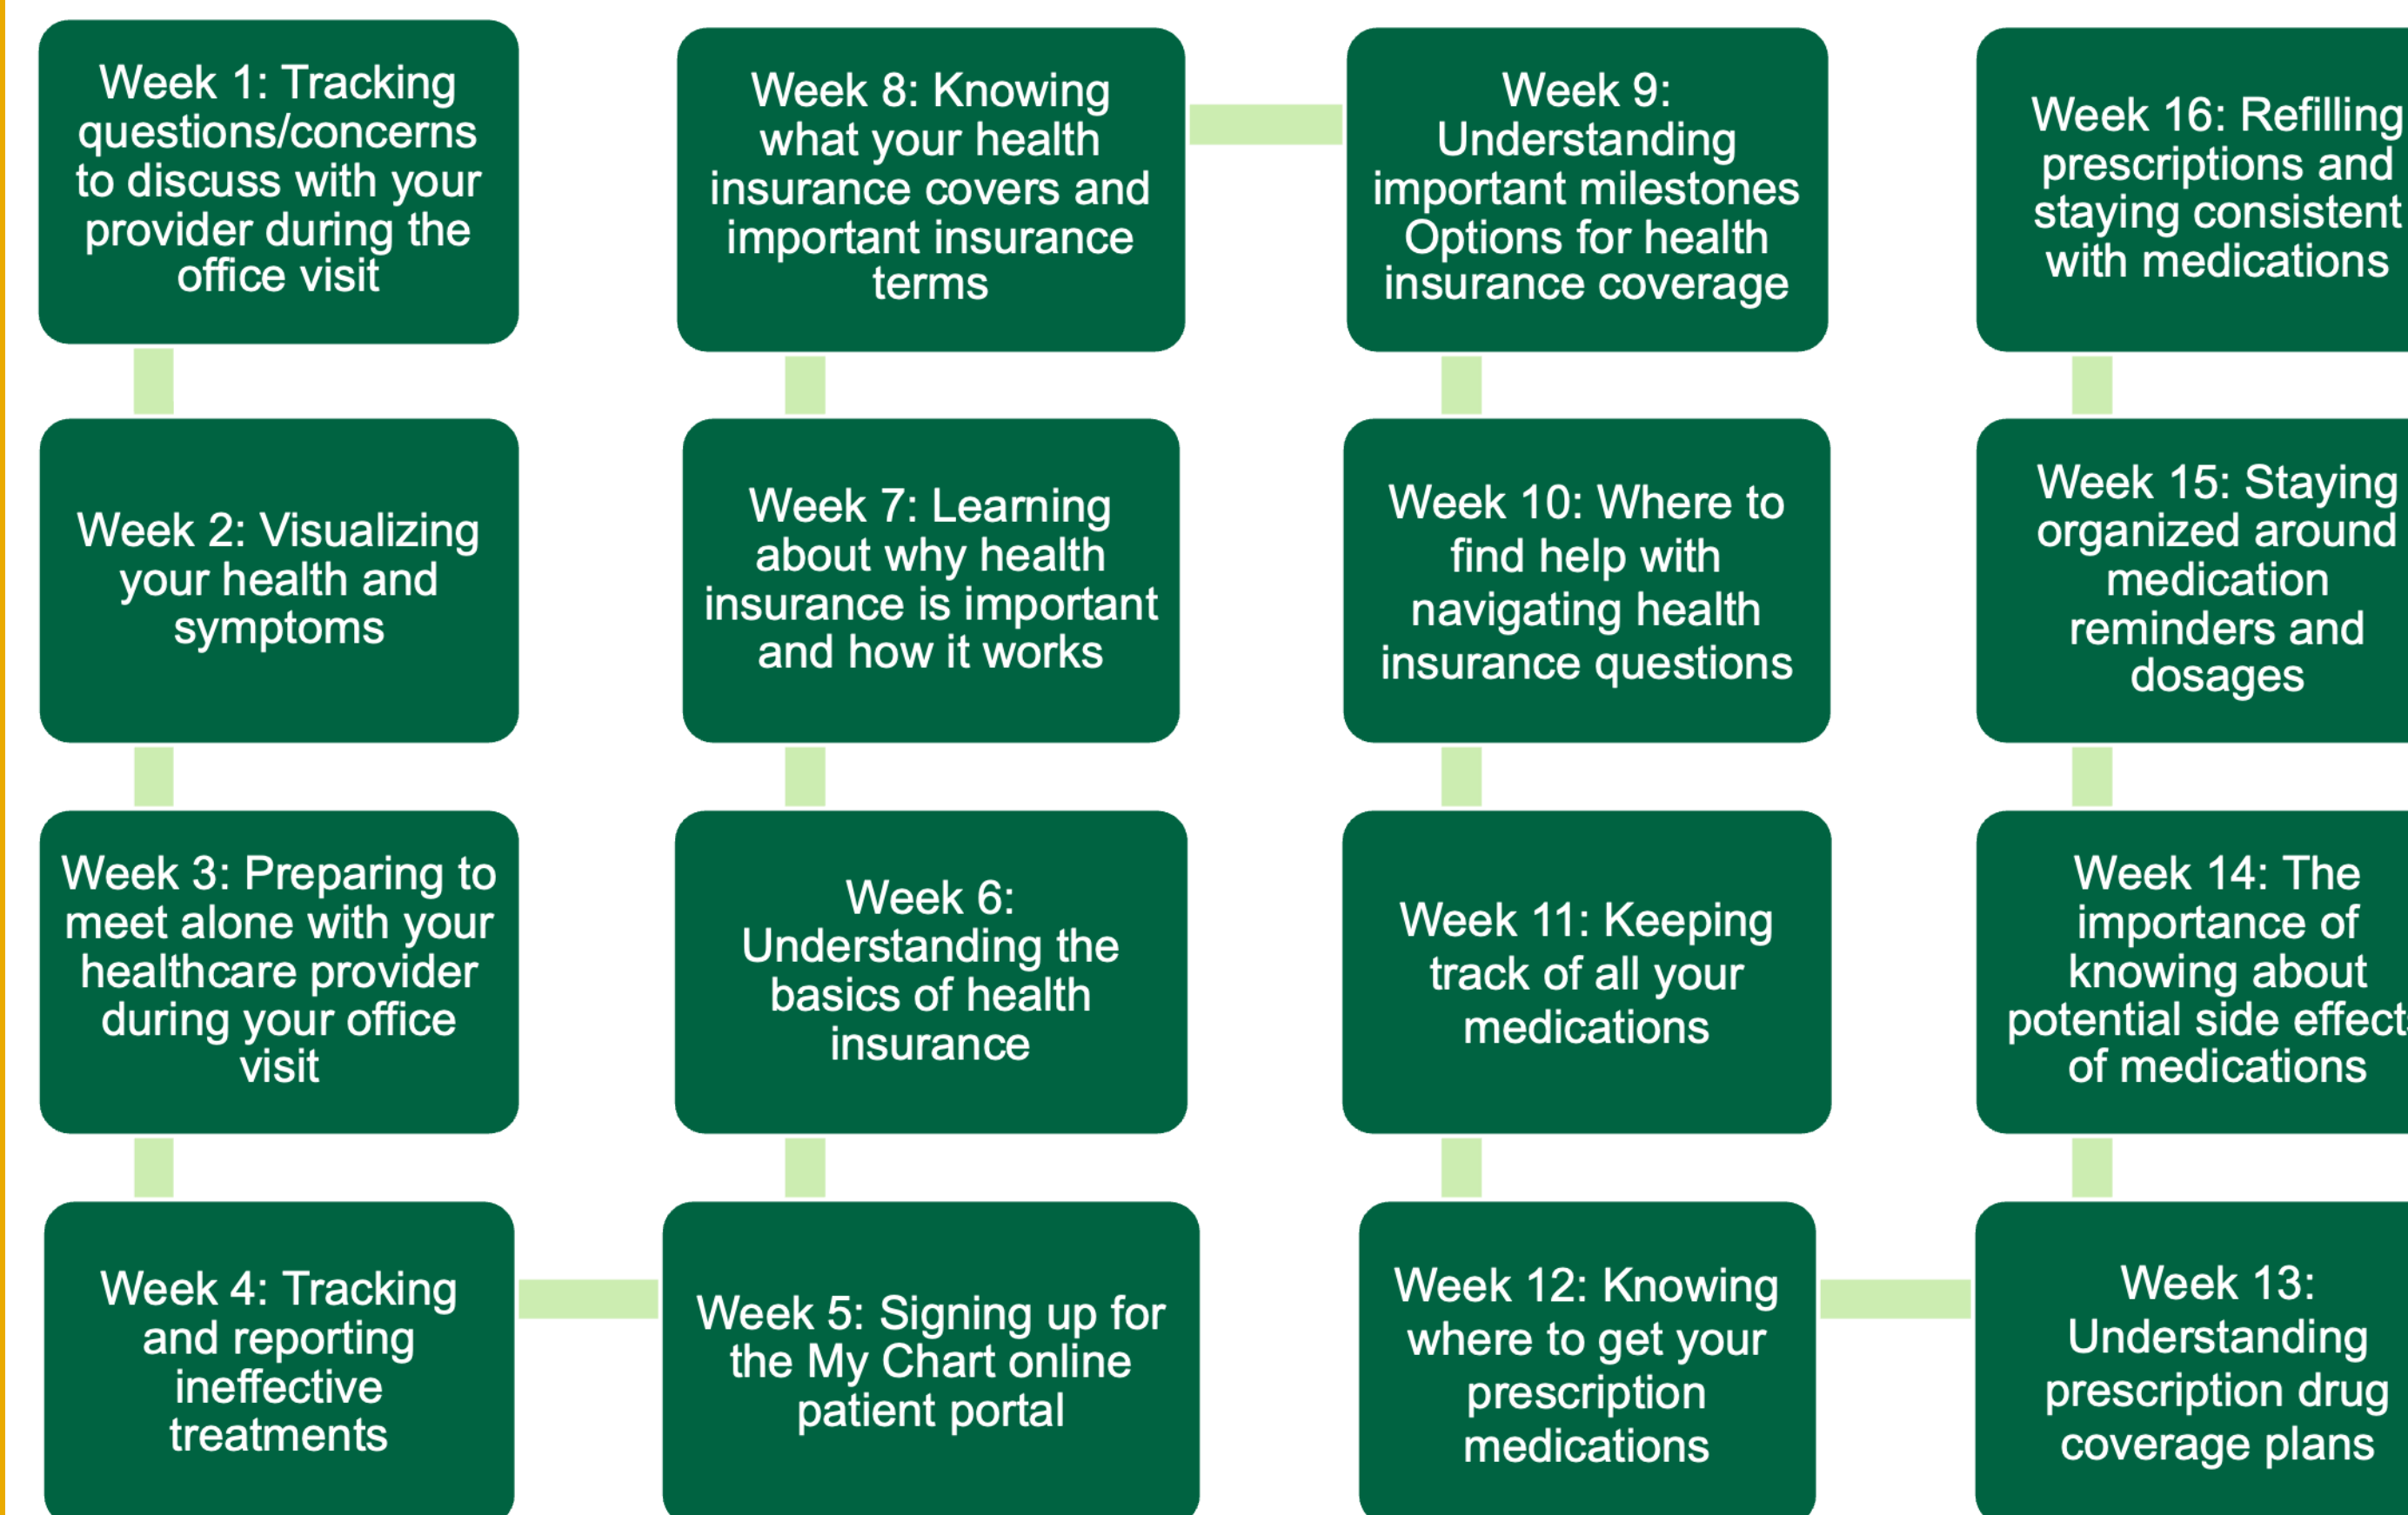 Week 1: Tracking
questions/concerns
to discuss with your
provider during the
office visit
Week 2: Visualizing
your health and
symptoms
Week 3: Preparing to
meet alone with your
healthcare provider
during your office
visit
Week 4: Tracking
and reporting
ineffective
treatments
Week 5: Signing up for
the My Chart online
patient portal
Week 6:
Understanding the
basics of health
insurance
Week 7: Learning
about why health
insurance is important
and how it works
Week 8: Knowing
what your health
insurance covers and
important insurance
terms
Week 9:
Understanding
important milestones
Options for health
insurance coverage
Week 10: Where to
find help with
navigating health
insurance questions
Week 11: Keeping
track of all your
medications
Week 12: Knowing
where to get your
prescription
medications
Week 13:
Understanding
prescription drug
coverage plans
Week 14: The
importance of
knowing about
potential side effects
of medications
Week 15: Staying
organized around
medication
reminders and
dosages
Week 16: Refilling
prescriptions and
staying consistent
with medications